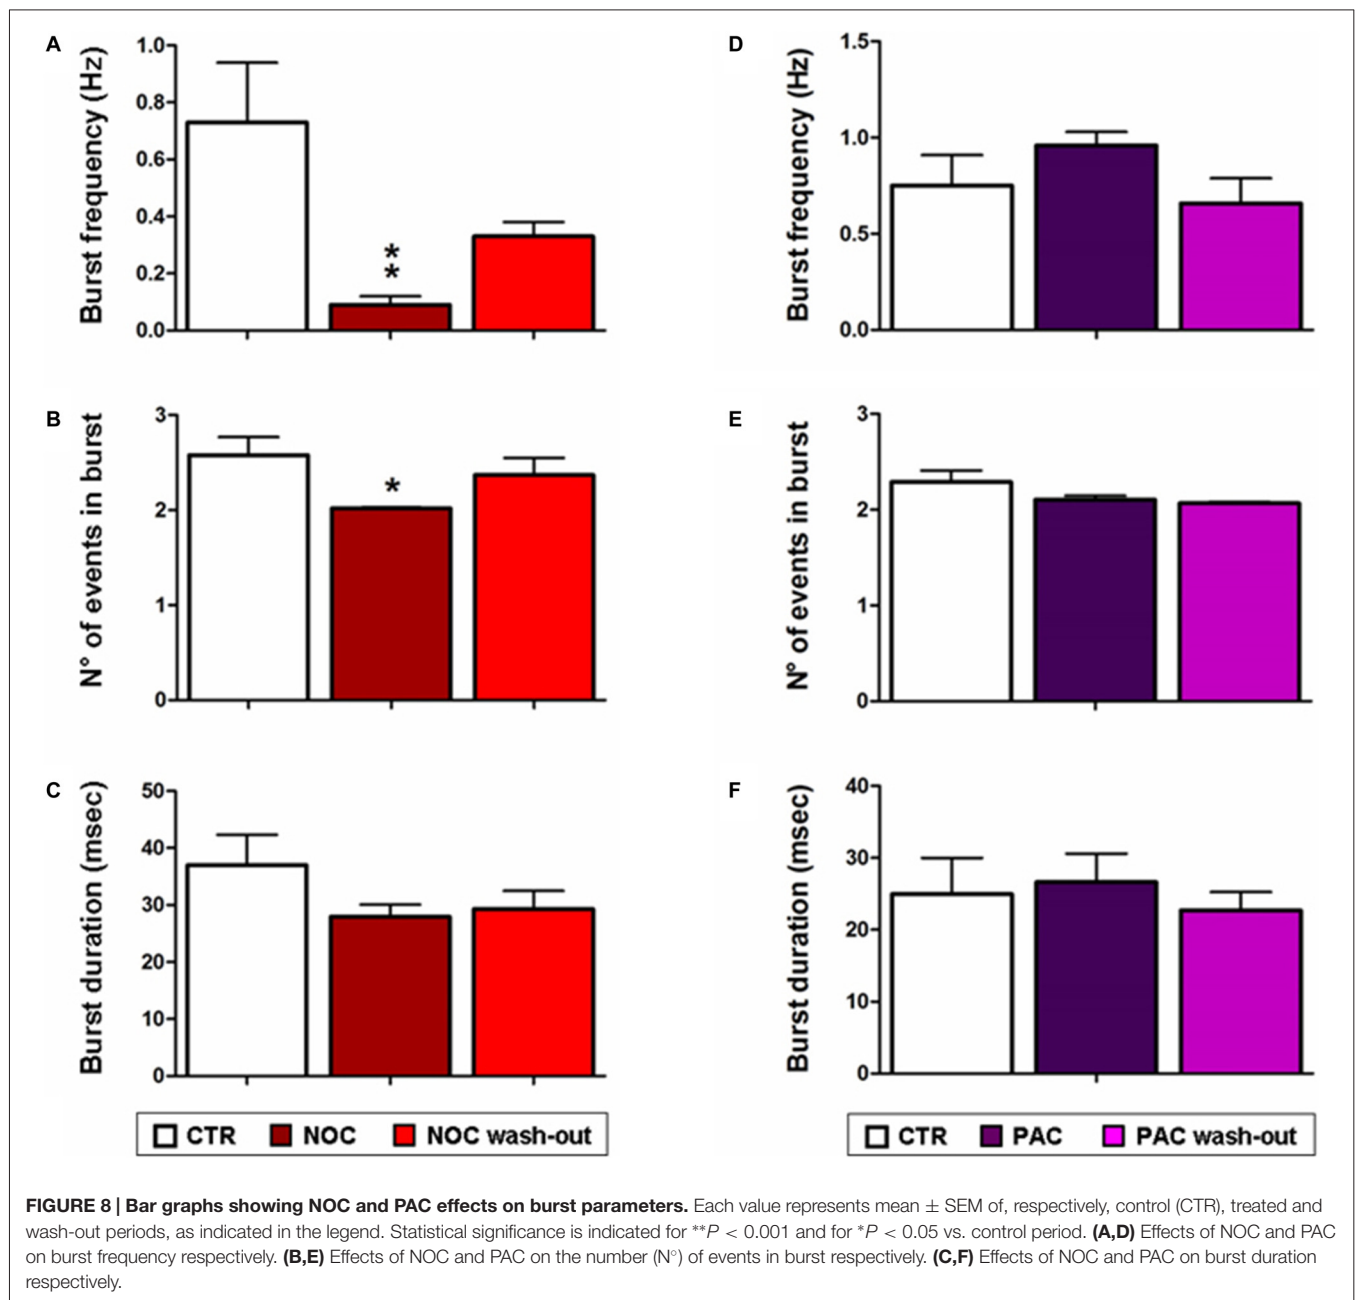 A
Burst frequency (Hz)
1.0
0.8
0.6
0.4
0.2
0.0
*
*
B
N° of events in burst
3
2
1
0
*
C
Burst duration (msec)
50
40
30
20
10
0
CTR NOC NOC wash-out
D
Burst frequency (Hz)
1.5
1.0
0.5
0.0
E
N° of events in burst
3
2
1
0
F
Burst duration (msec)
40
30
20
10
0
CTR PAC PAC wash-out
FIGURE 8 | Bar graphs showing NOC and PAC effects on burst parameters. Each value represents mean ± SEM of, respectively, control (CTR), treated and
wash-out periods, as indicated in the legend. Statistical significance is indicated for **P < 0.001 and for *P < 0.05 vs. control period. (A,D) Effects of NOC and PAC
on burst frequency respectively. (B,E) Effects of NOC and PAC on the number (N°) of events in burst respectively. (C,F) Effects of NOC and PAC on burst duration
respectively.